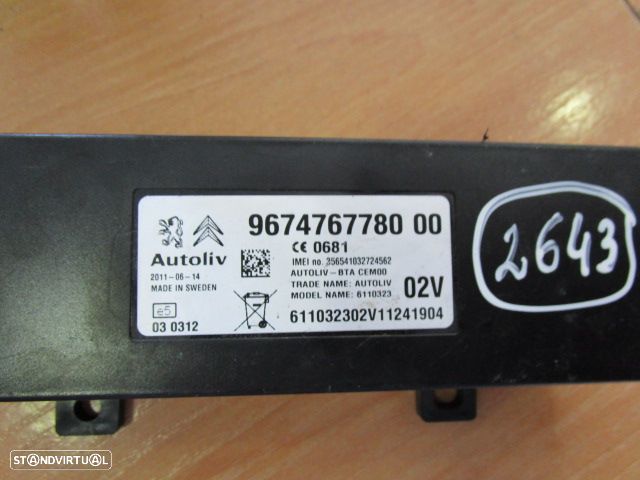 9674767780 00
CE 0681
IMEI no. 356541032724562
AUTOLIV-BTA CEM00
TRADE NAME: AUTOLIV
MODEL NAME: 6110323
02V
Autoliv
2011-06-14
MADE IN SWEDEN
e5
03 0312
611032302V11241904
2643
STANDVIRTUAL